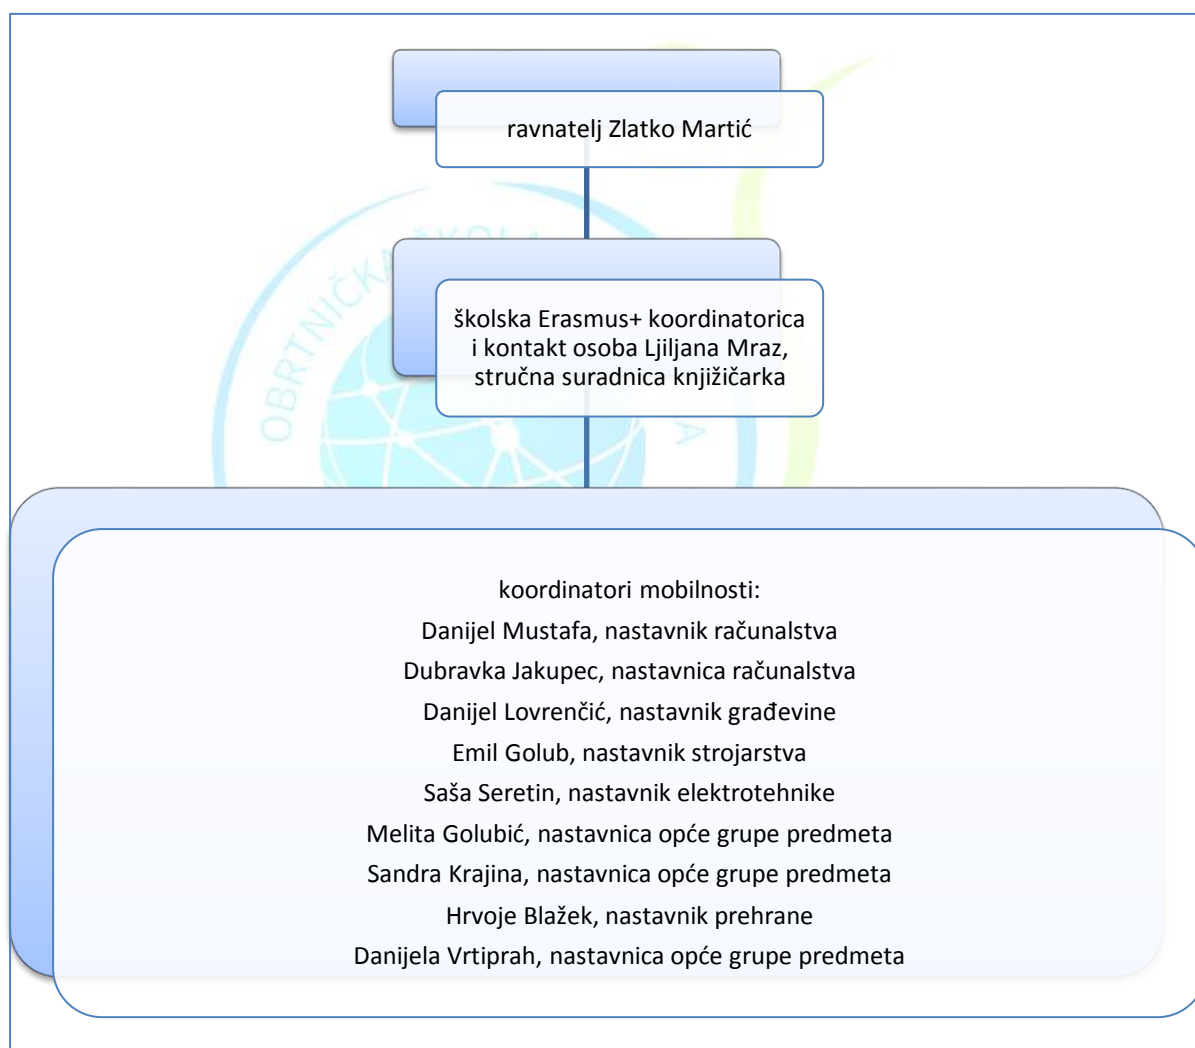 ravnatelj Zlatko Martić
OBRTNIČKA ŠKOLA
A
školska Erasmus+ koordinatorica
i kontakt osoba Ljiljana Mraz,
stručna suradnica knjižičarka
koordinatori mobilnosti:
Danijel Mustafa, nastavnik računalstva
Dubravka Jakupec, nastavnica računalstva
Danijel Lovrenčić, nastavnik građevine
Emil Golub, nastavnik strojarstva
Saša Seretin, nastavnik elektrotehnike
Melita Golubić, nastavnica opće grupe predmeta
Sandra Krajina, nastavnica opće grupe predmeta
Hrvoje Blažek, nastavnik prehrane
Danijela Vrtiprah, nastavnica opće grupe predmeta